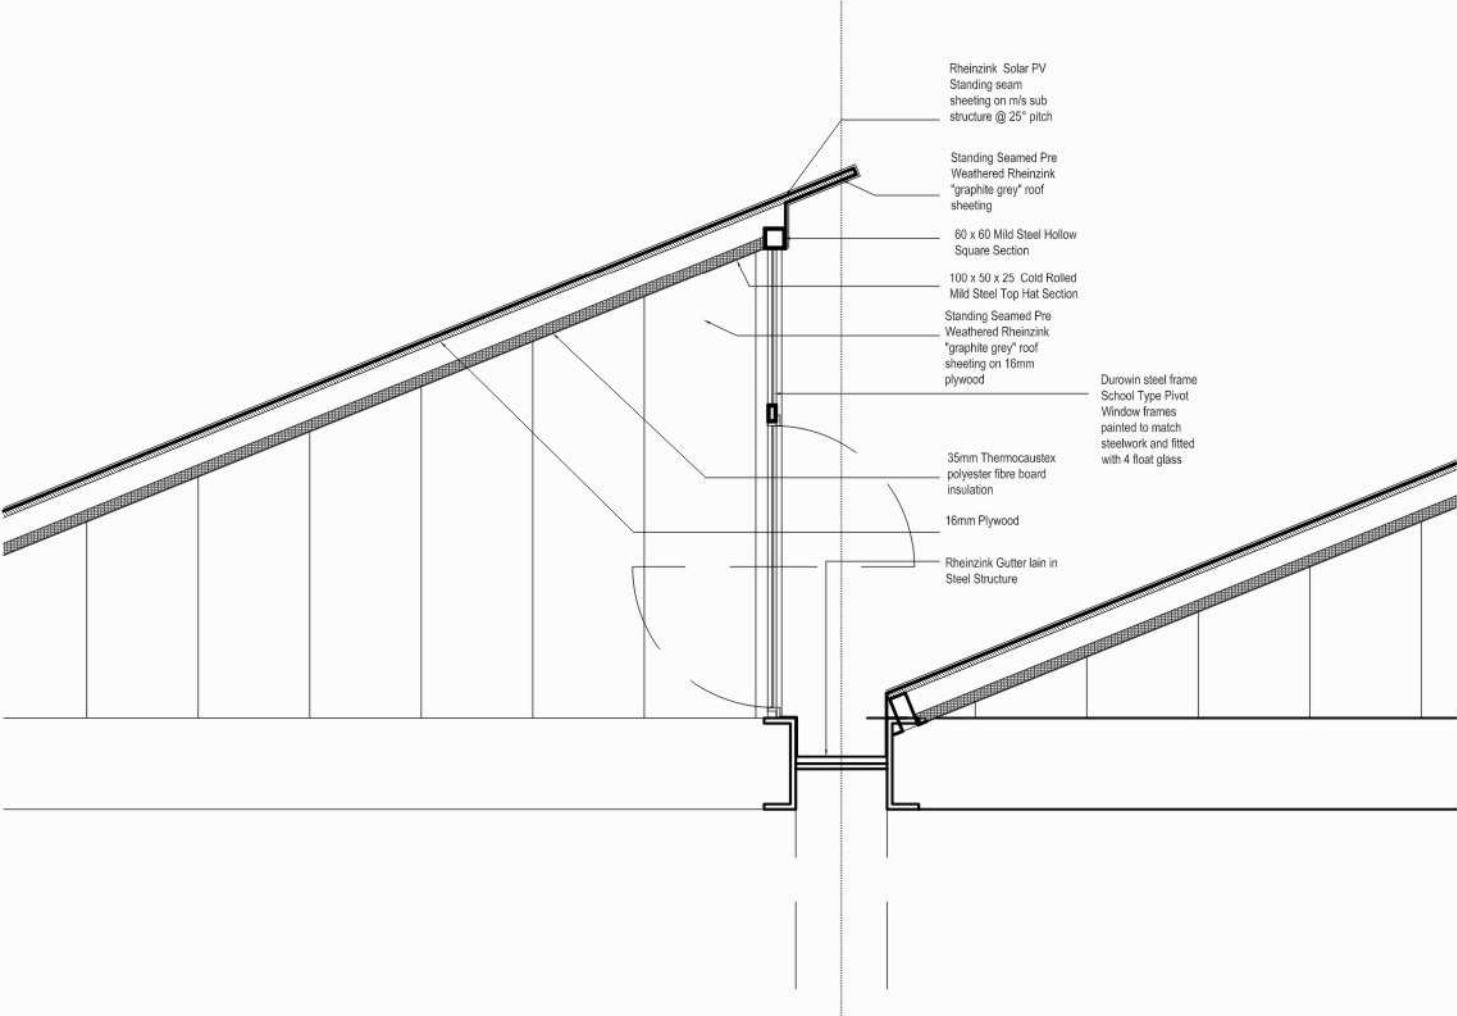 Rheinzink Solar PV
Standing seam
sheeting on m/s sub
structure @ 25° pitch
Standing Seamed Pre
Weathered Rheinzink
"graphite grey" roof
sheeting
60 x 60 Mild Steel Hollow
Square Section
100 x 50 x 25 Cold Rolled
Mild Steel Top Hat Section
Standing Seamed Pre
Weathered Rheinzink
"graphite grey" roof
sheeting on 16mm
plywood
Durowin steel frame
School Type Pivot
Window frames
painted to match
steelwork and fitted
with 4 float glass
35mm Thermocaustex
polyester fibre board
insulation
16mm Plywood
Rheinzink Gutter lain in
Steel Structure